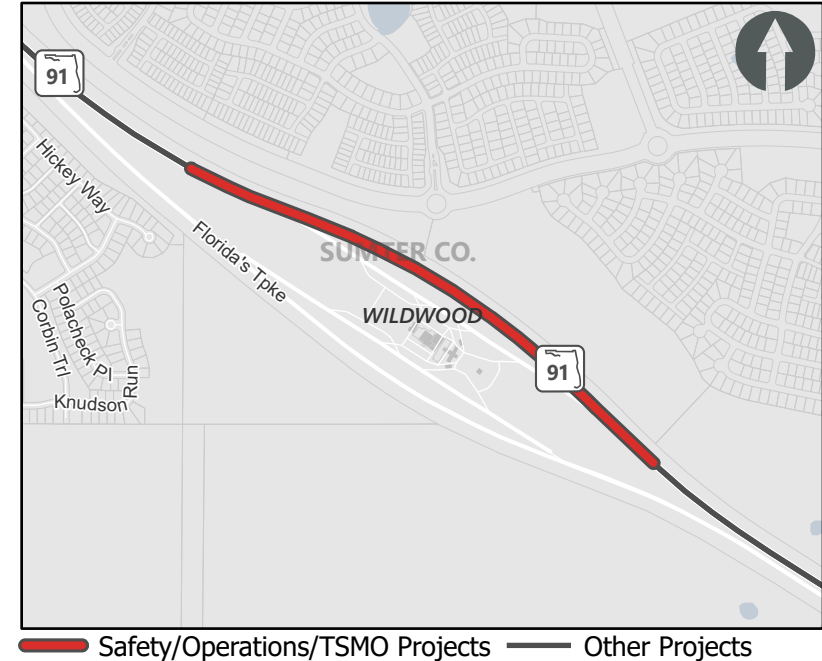 91
Hickey Way
Florida's Tpke
SUMTER CO.
WILDWOOD
Polacheck Pl
Corbin Trl
Run
Knudson
91
Safety/Operations/TSMO Projects
Other Projects